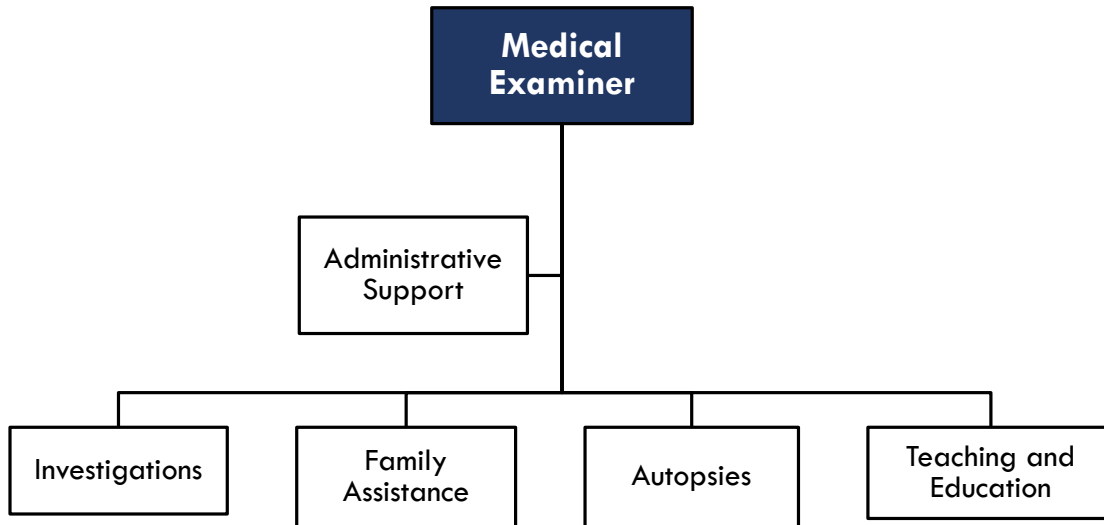 Medical
Examiner
Administrative
Support
Investigations
Family
Assistance
Autopsies
Teaching and
Education